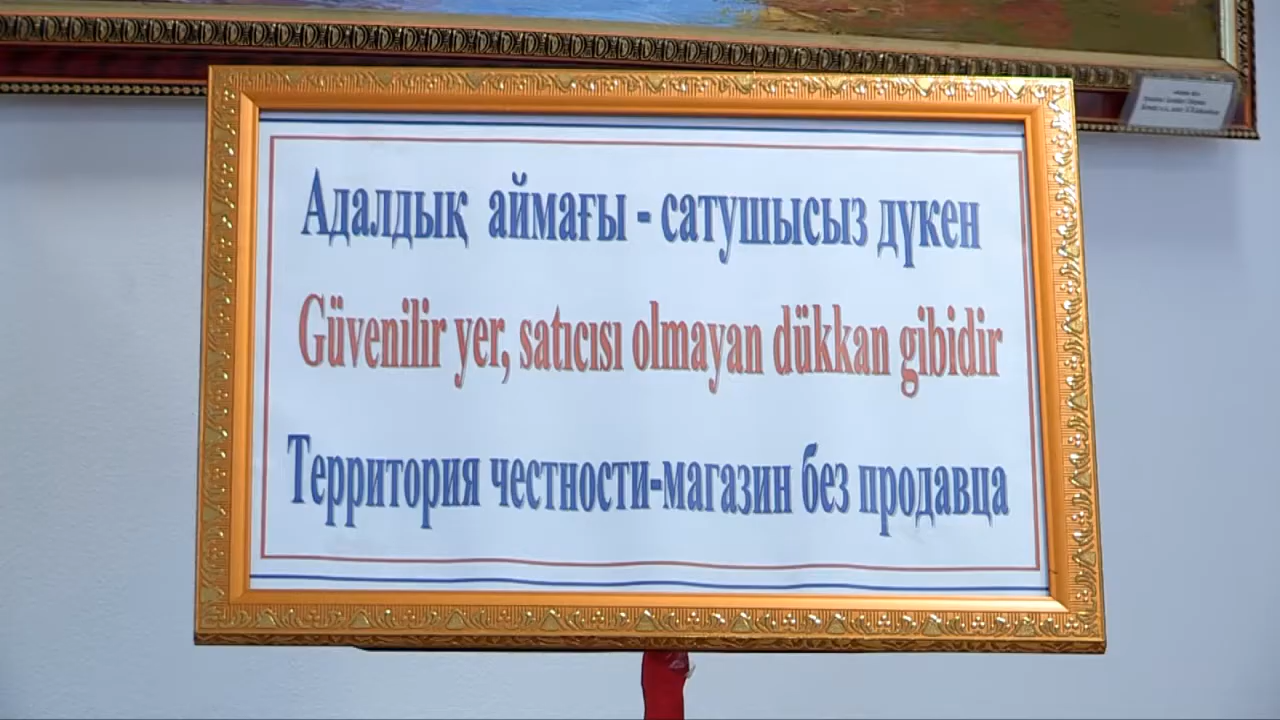 Адалдық аймағы - сатушысыз дүкен
Güvenilir yer, satıcısı olmayan dükkan gibidir
Территория честности-магазин без продавца